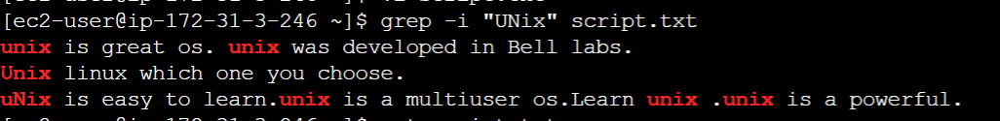 [ec2-user@ip-172-31-3-246 ~]$ grep -i "UNix" script.txt
unix is great os. unix was developed in Bell labs.
Unix linux which one you choose.
uNix is easy to learn.unix is a multiuser os.Learn unix .unix is a powerful.